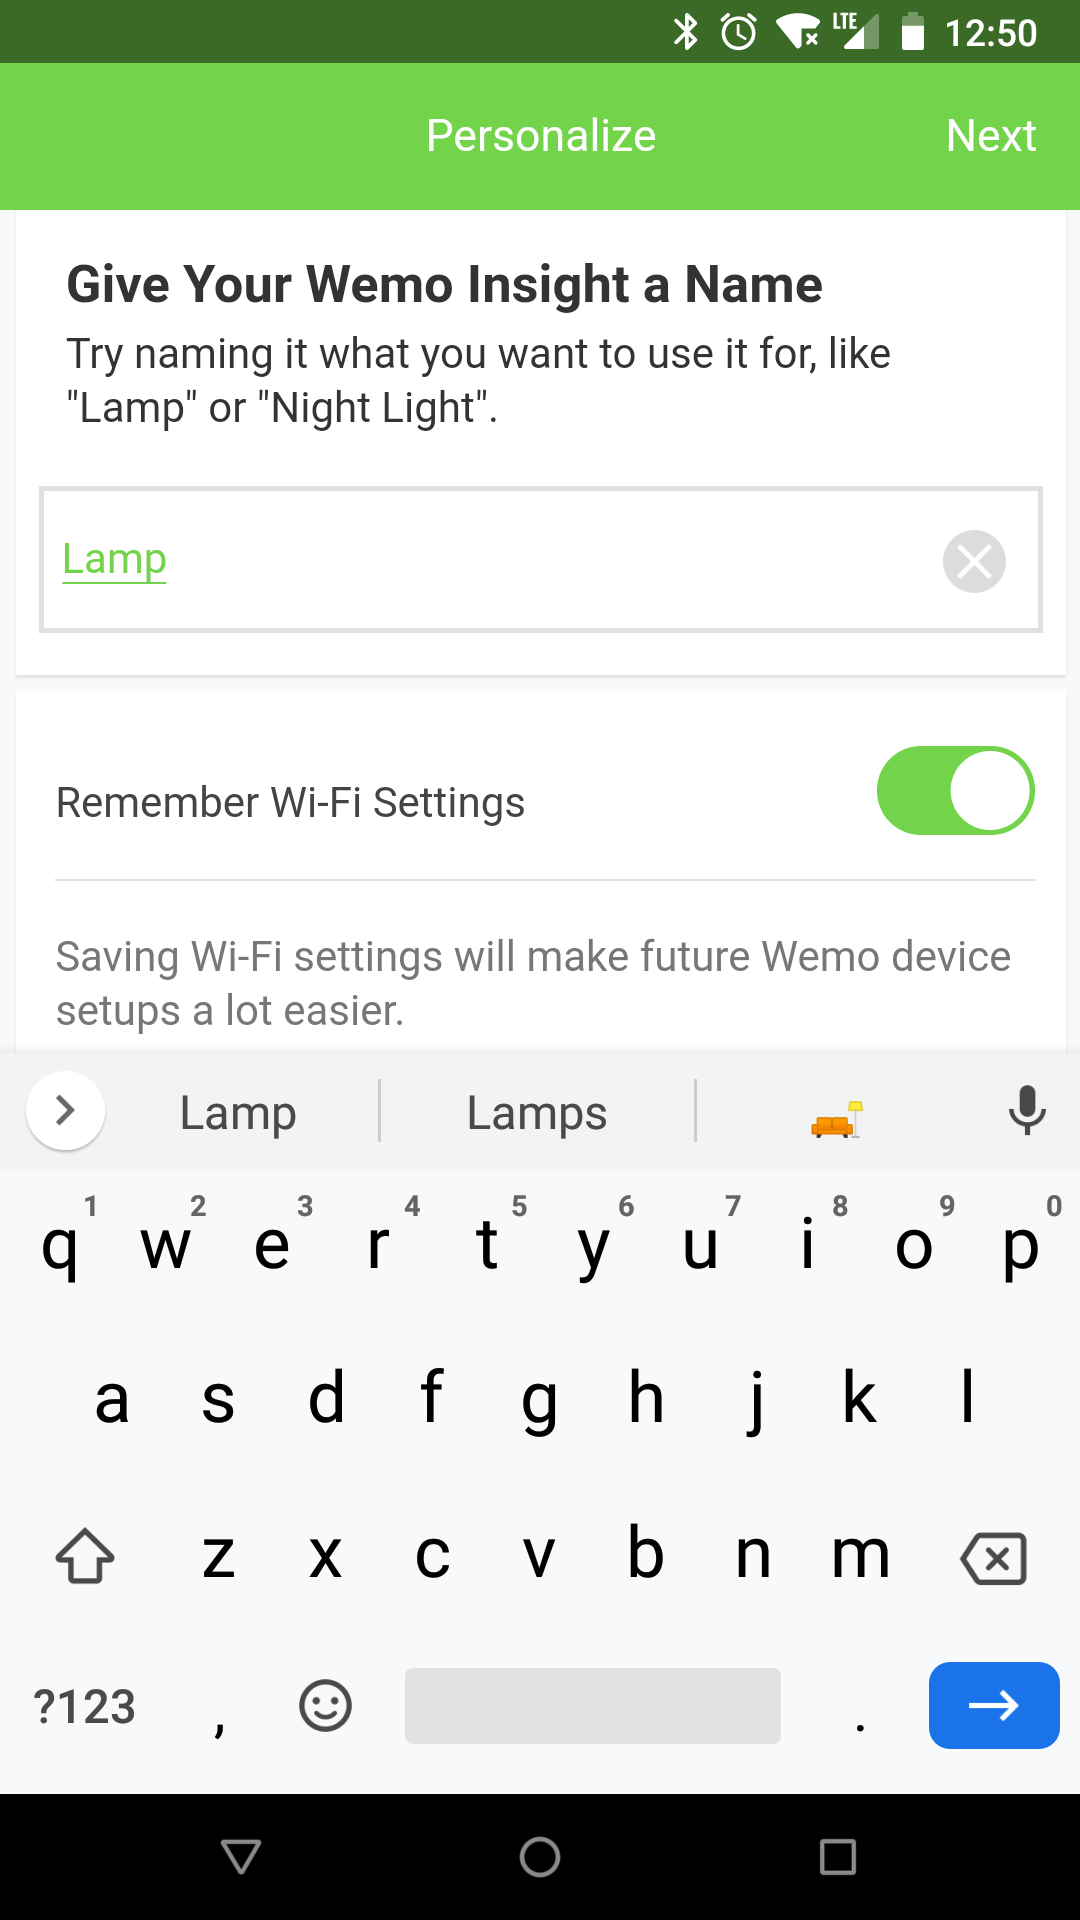 LTE 12:50
Personalize Next
Give Your Wemo Insight a Name
Try naming it what you want to use it for, like
"Lamp" or "Night Light".
Lamp
Remember Wi-Fi Settings
Saving Wi-Fi settings will make future Wemo device
setups a lot easier.
Lamp Lamps
1 2 3 4 5 6 7 8 9 0
q w e r t y u i o p
a s d f g h j k l
z x c v b n m
?123 , .